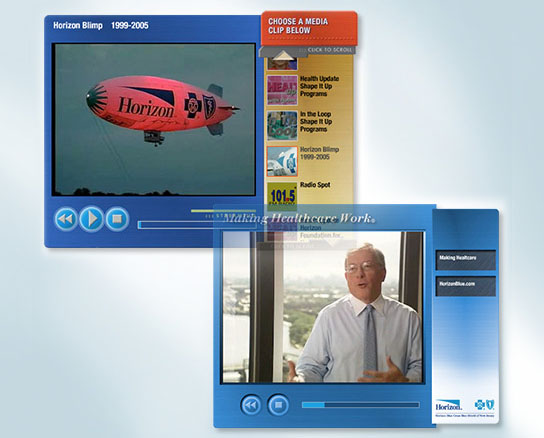 Horizon Blimp 1999-2005
CHOOSE A MEDIA
CLIP BELOW
CLICK TO SCROLL
Horizon
Health Update
Shape It Up
Programs
In the Loop
Shape It Up
Programs
Horizon Blimp
1999-2005
101.5
Radio Spot
Horizon
Foundation for
Making Healthcare Work®
Making Healtcare
HorizonBlue.com
Horizon